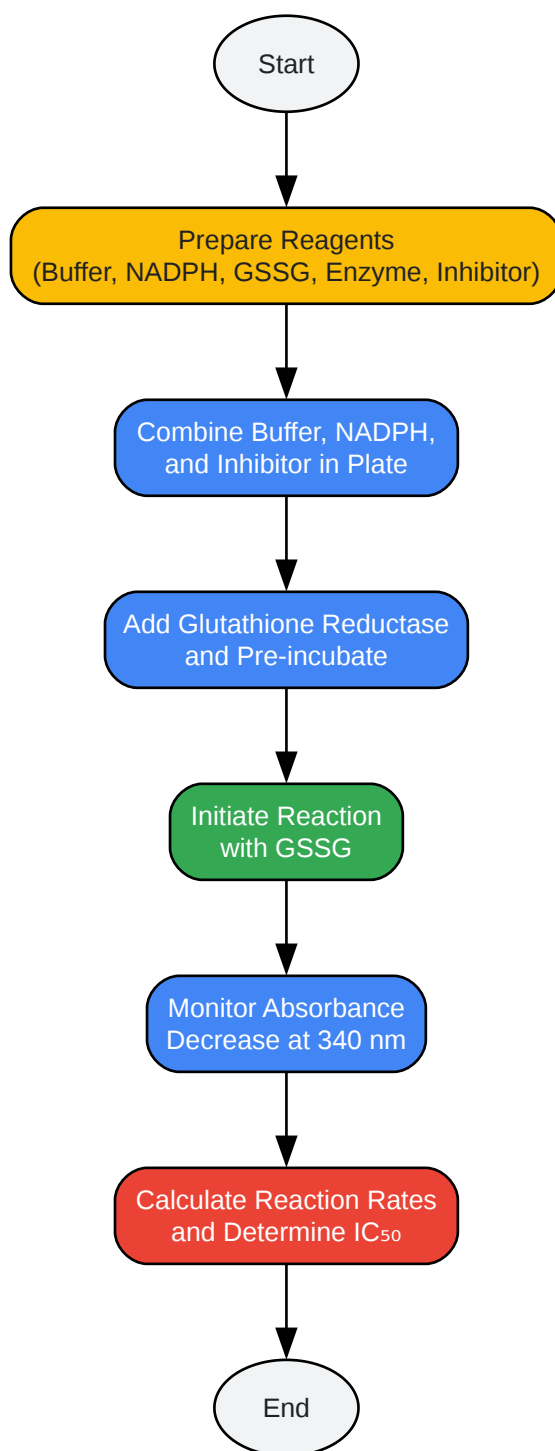 Start
Prepare Reagents
(Buffer, NADPH, GSSG, Enzyme, Inhibitor)
Combine Buffer, NADPH,
and Inhibitor in Plate
Add Glutathione Reductase
and Pre-incubate
Initiate Reaction
with GSSG
Monitor Absorbance
Decrease at 340 nm
Calculate Reaction Rates
and Determine IC₅₀
End